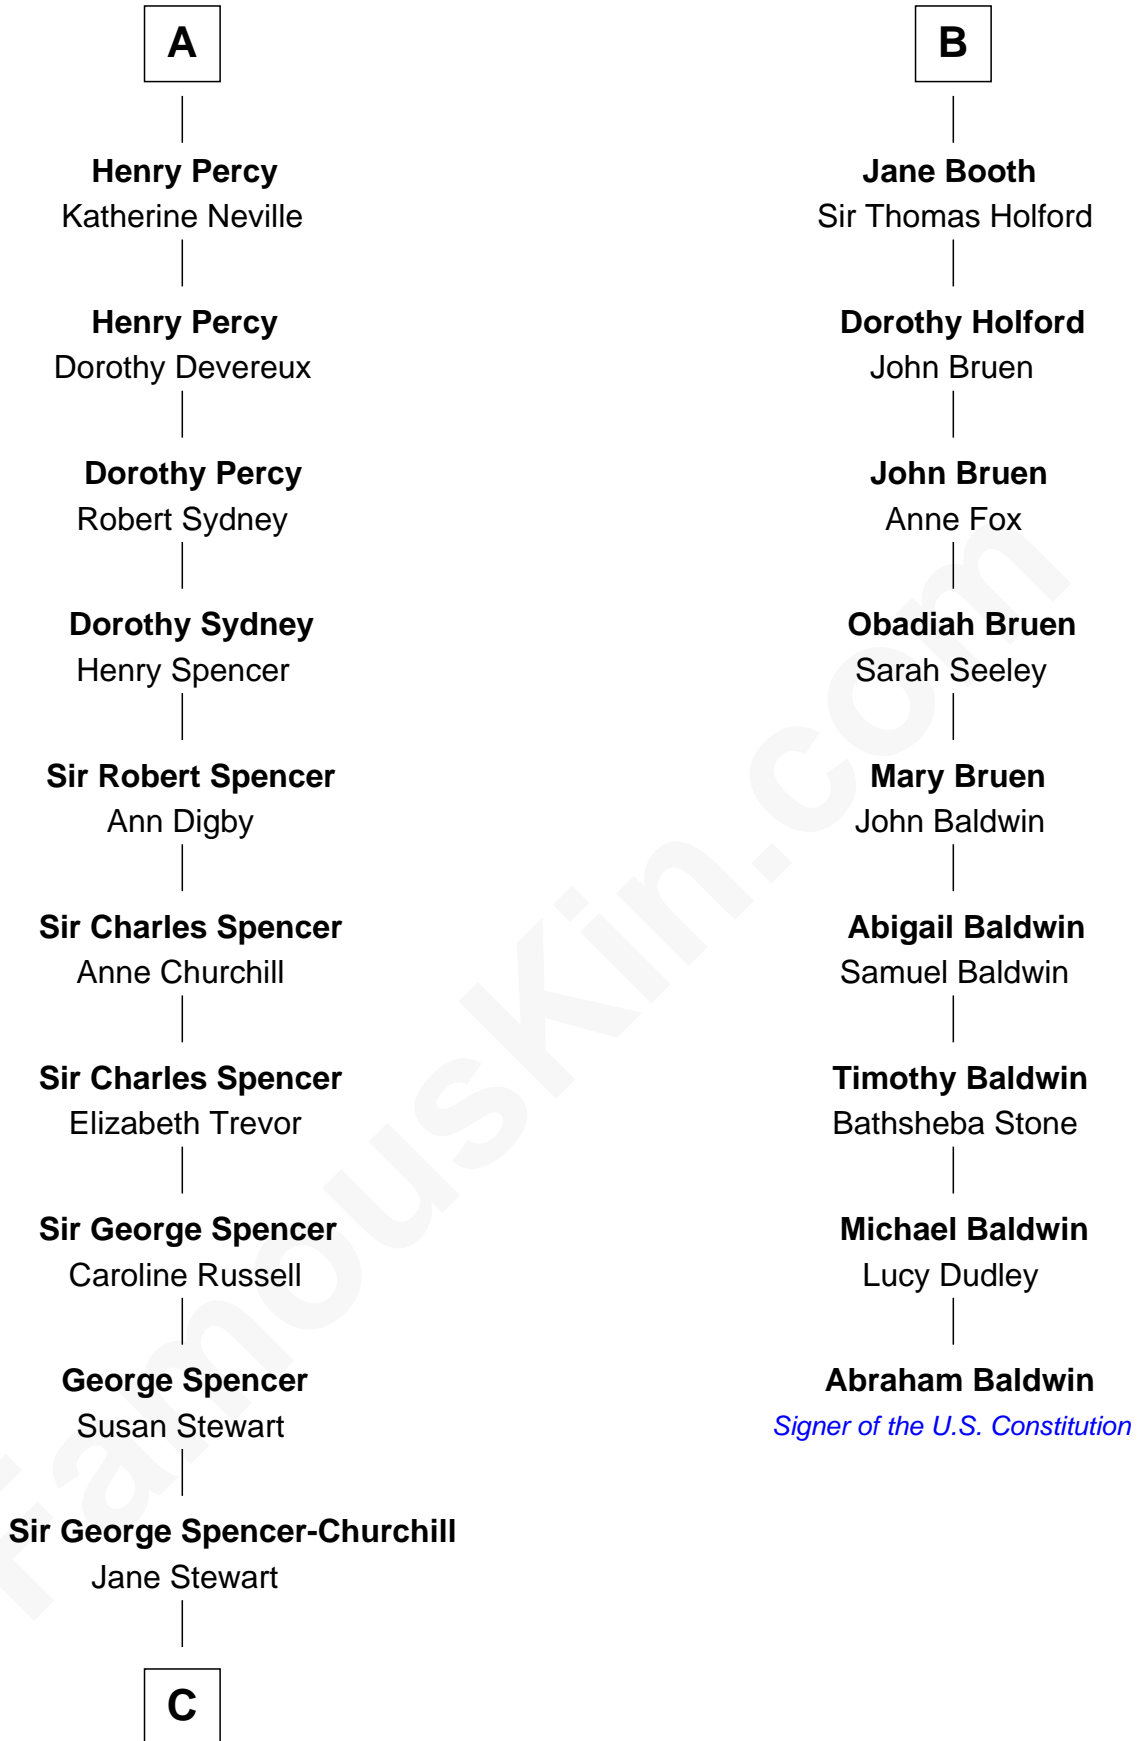 A
Henry Percy
Katherine Neville
Henry Percy
Dorothy Devereux
Dorothy Percy
Robert Sydney
Dorothy Sydney
Henry Spencer
Sir Robert Spencer
Ann Digby
Sir Charles Spencer
Anne Churchill
Sir Charles Spencer
Elizabeth Trevor
Sir George Spencer
Caroline Russell
George Spencer
Susan Stewart
Sir George Spencer-Churchill
Jane Stewart
C
B
Jane Booth
Sir Thomas Holford
Dorothy Holford
John Bruen
John Bruen
Anne Fox
Obadiah Bruen
Sarah Seeley
Mary Bruen
John Baldwin
Abigail Baldwin
Samuel Baldwin
Timothy Baldwin
Bathsheba Stone
Michael Baldwin
Lucy Dudley
Abraham Baldwin
Signer of the U.S. Constitution
FamousKin.com